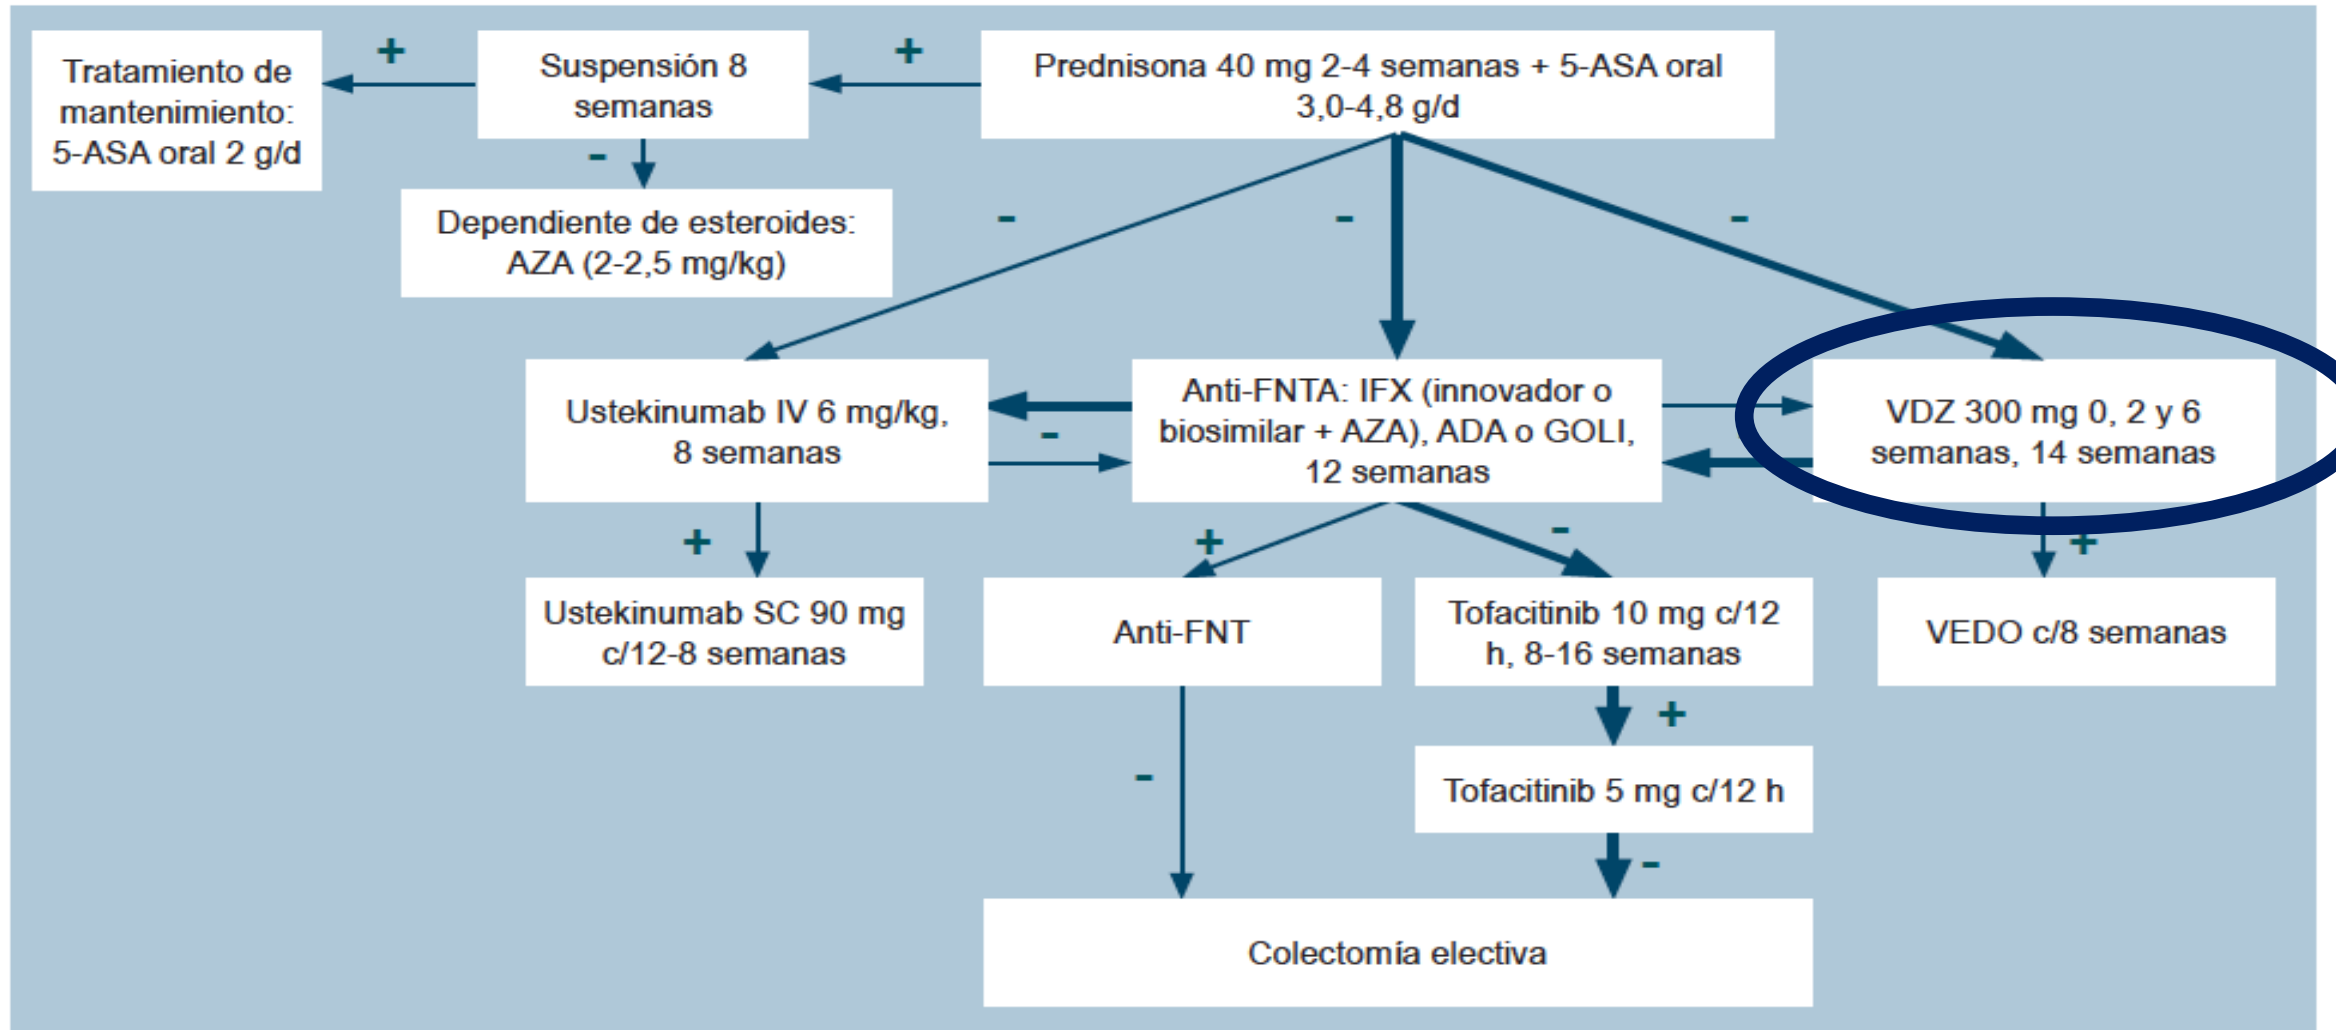 Tratamiento de
mantenimiento:
5-ASA oral 2 g/d
+
Suspensión 8
semanas
+
Prednisona 40 mg 2-4 semanas + 5-ASA oral
3,0-4,8 g/d
-
Dependiente de esteroides:
AZA (2-2,5 mg/kg)
-
-
-
Ustekinumab IV 6 mg/kg,
8 semanas
-
Anti-FNTA: IFX (innovador o
biosimilar + AZA), ADA o GOLI,
12 semanas
VDZ 300 mg 0, 2 y 6
semanas, 14 semanas
+
+
-
+
Ustekinumab SC 90 mg
c/12-8 semanas
Anti-FNT
Tofacitinib 10 mg c/12
h, 8-16 semanas
VEDO c/8 semanas
+
-
Tofacitinib 5 mg c/12 h
-
Colectomía electiva